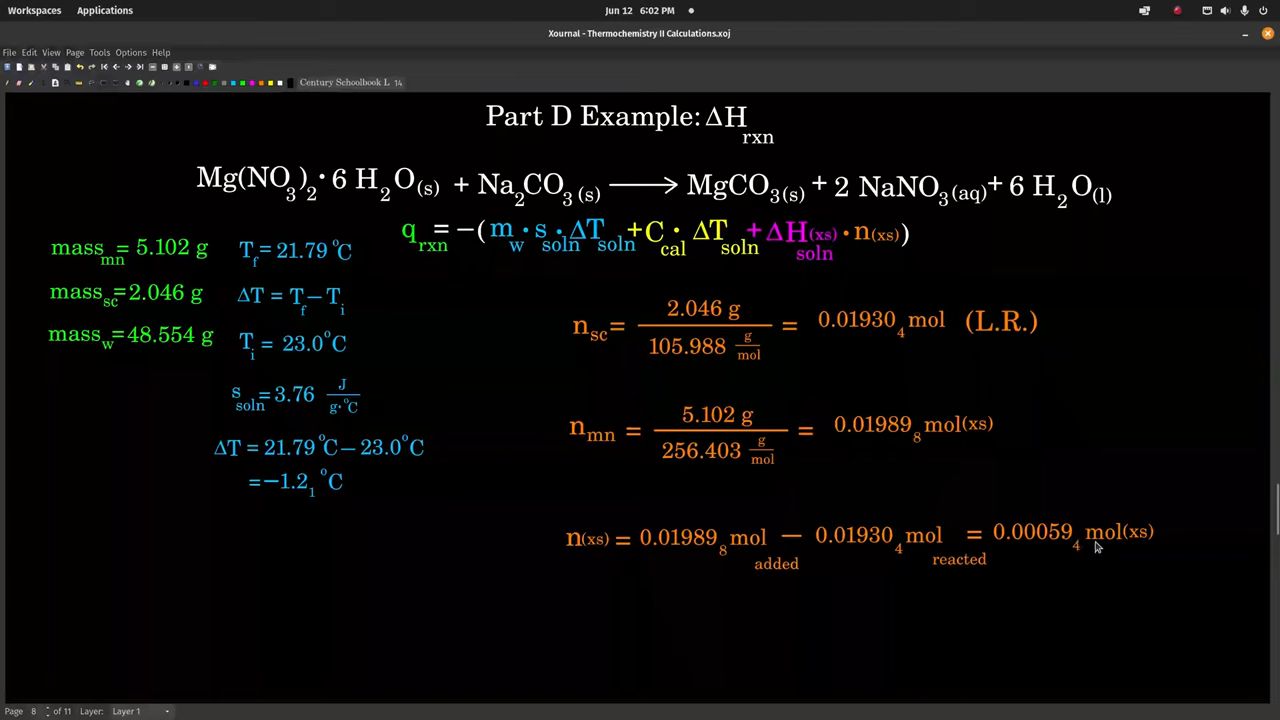 Workspaces Applications Jun 12 6:02 PM
Xournal - Thermochemistry II Calculations.xoj
File Edit View Page Tools Options Help
Century Schoolbook L 14
Part D Example: ΔH rxn
Mg(NO3)2 · 6 H2O(s) + Na2CO3(s) ⟶ MgCO3(s) + 2 NaNO3(aq) + 6 H2O(l)
q rxn = −( m w · s soln · ΔT soln + C cal · ΔT soln + ΔH soln (xs) · n(xs) )
mass mn = 5.102 g
mass sc = 2.046 g
mass w = 48.554 g
T f = 21.79 °C
ΔT = T f − T i
T i = 23.0 °C
s soln = 3.76 J / g·°C
ΔT = 21.79 °C − 23.0 °C
= −1.2 1 °C
n sc = 2.046 g / 105.988 g/mol = 0.01930 4 mol (L.R.)
n mn = 5.102 g / 256.403 g/mol = 0.01989 8 mol(xs)
n(xs) = 0.01989 8 mol added − 0.01930 4 mol reacted = 0.00059 4 mol(xs)
Page 8 of 11 Layer: Layer 1